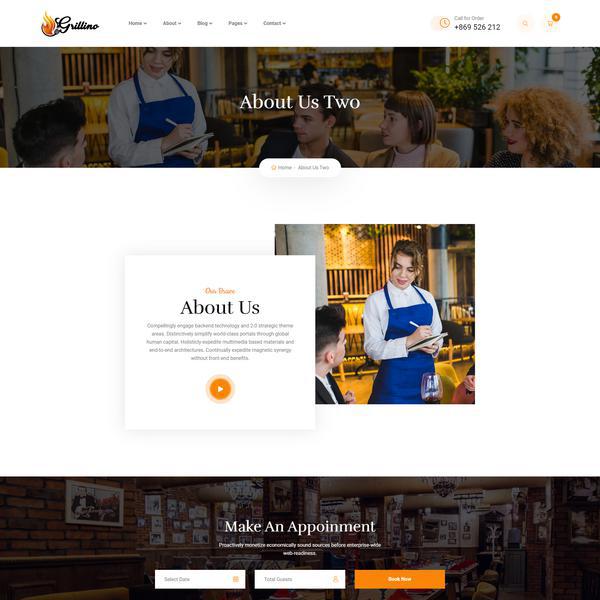 Grillino
Home
About
Blog
Pages
Contact
Call for Order
+869 526 212
0
About Us Two
Home - About Us Two
Our Brave
About Us
Compellingly engage backend technology and 2.0 strategic theme
areas. Distinctively simplify world-class portals through global
human capital. Holisticly expedite multimedia based materials and
end-to-end architectures. Continually expedite magnetic synergy
without front-end benefits.
Make An Appoinment
Proactively monetize economically sound sources before enterprise-wide
web-readiness.
Select Date
Total Guests
Book Now